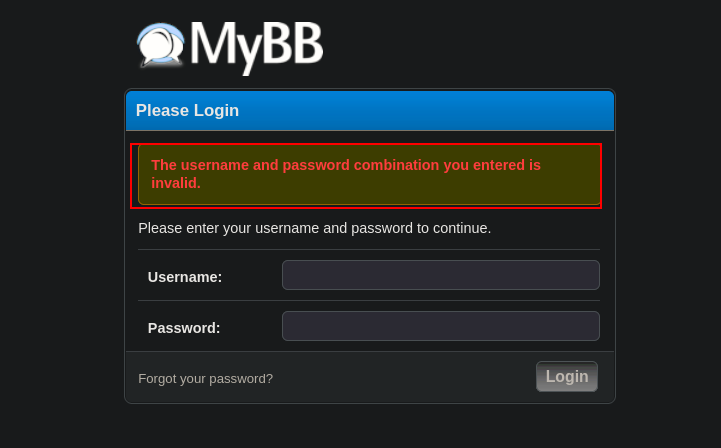 MyBB
Please Login
The username and password combination you entered is
invalid.
Please enter your username and password to continue.
Username:
Password:
Forgot your password?
Login